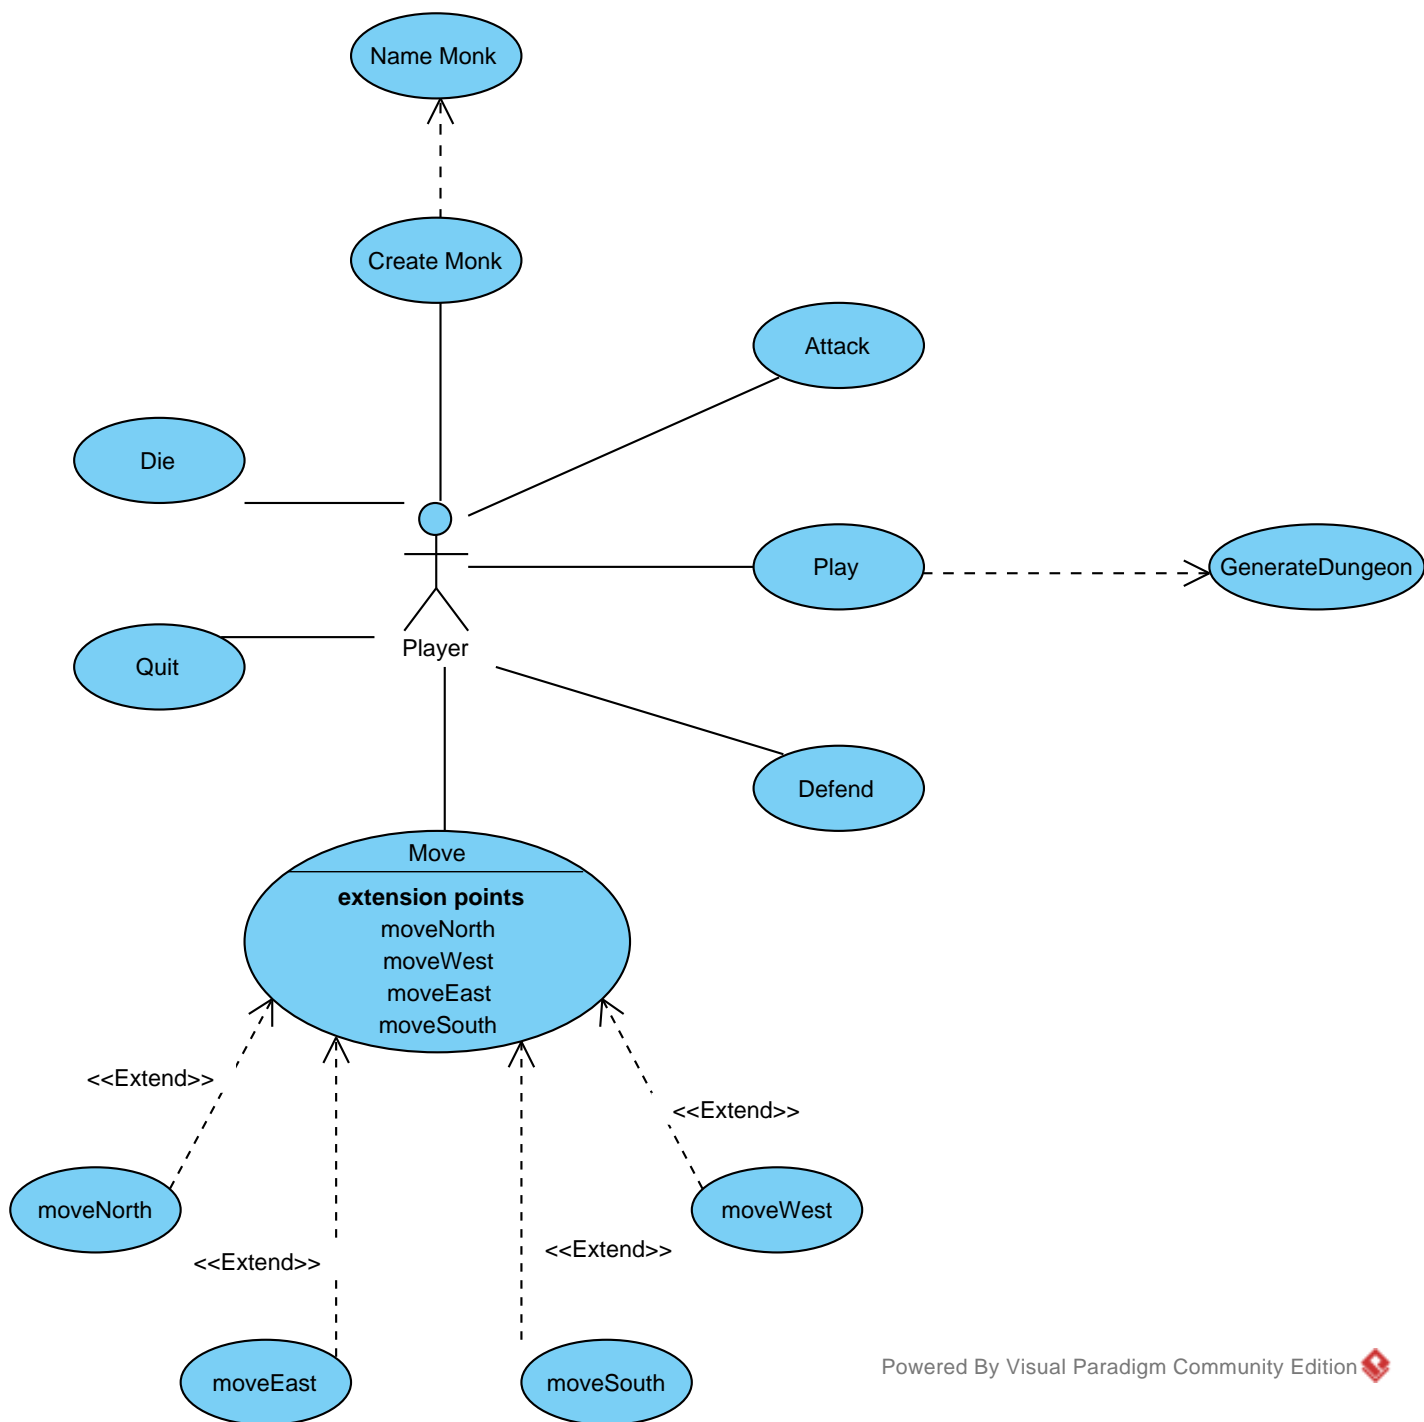 Name Monk
Create Monk
Attack
Die
Play
GenerateDungeon
Player
Quit
Defend
Move
extension points
moveNorth
moveWest
moveEast
moveSouth
<<Extend>>
<<Extend>>
moveNorth
moveWest
<<Extend>>
<<Extend>>
moveEast
moveSouth
Powered By Visual Paradigm Community Edition